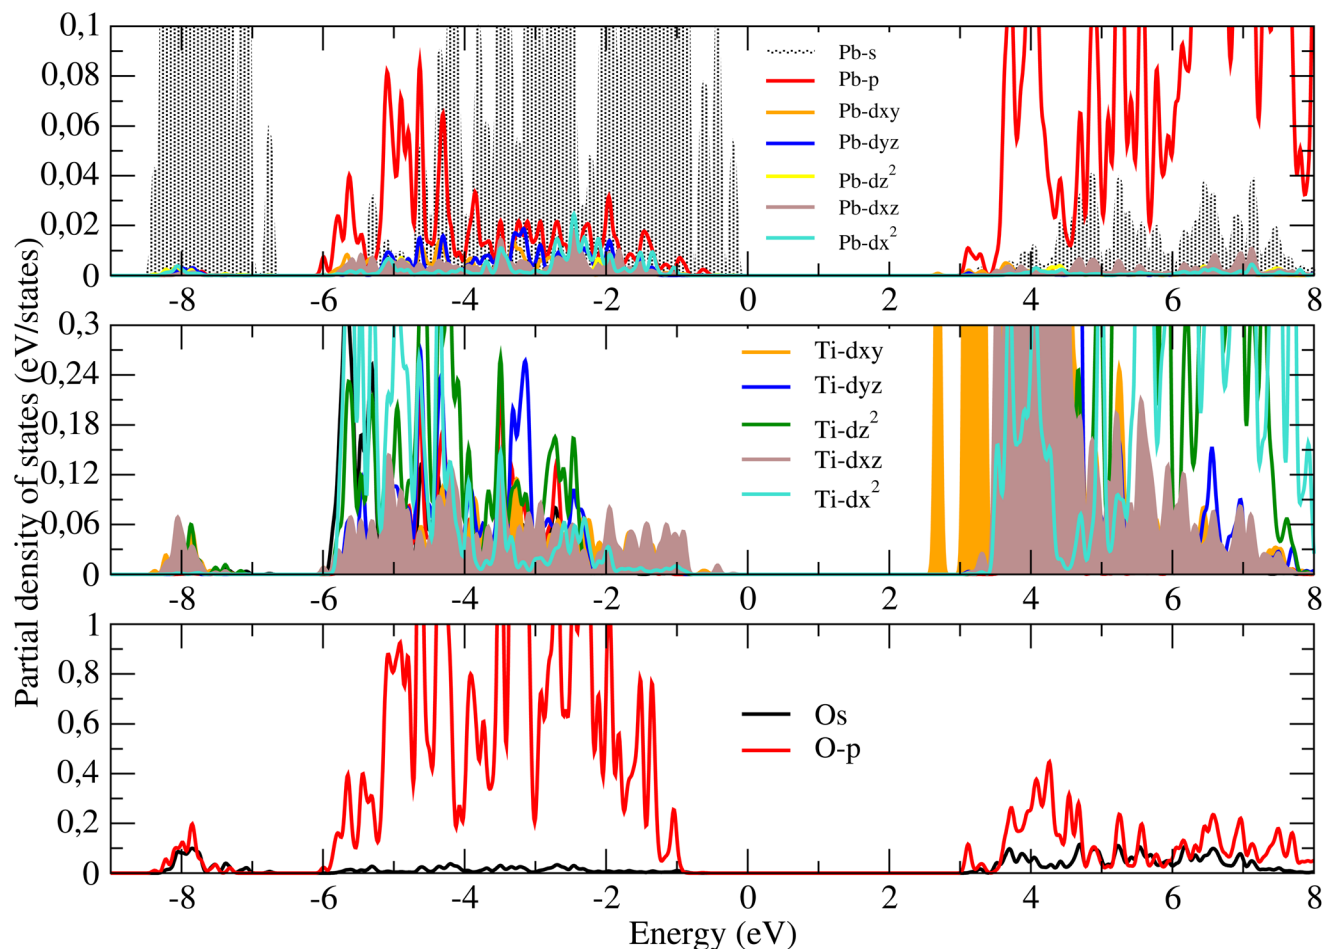 0,1
0,08
0,06
0,04
0,02
0
Pb-s
Pb-p
Pb-dxy
Pb-dyz
Pb-dz²
Pb-dxz
Pb-dx²
-8 -6 -4 -2 0 2 4 6 8
0,3
0,24
0,18
0,12
0,06
0
Ti-dxy
Ti-dyz
Ti-dz²
Ti-dxz
Ti-dx²
-8 -6 -4 -2 0 2 4 6 8
1
0,8
0,6
0,4
0,2
0
Os
O-p
-8 -6 -4 -2 0 2 4 6 8
Energy (eV)
Partial density of states (eV/states)